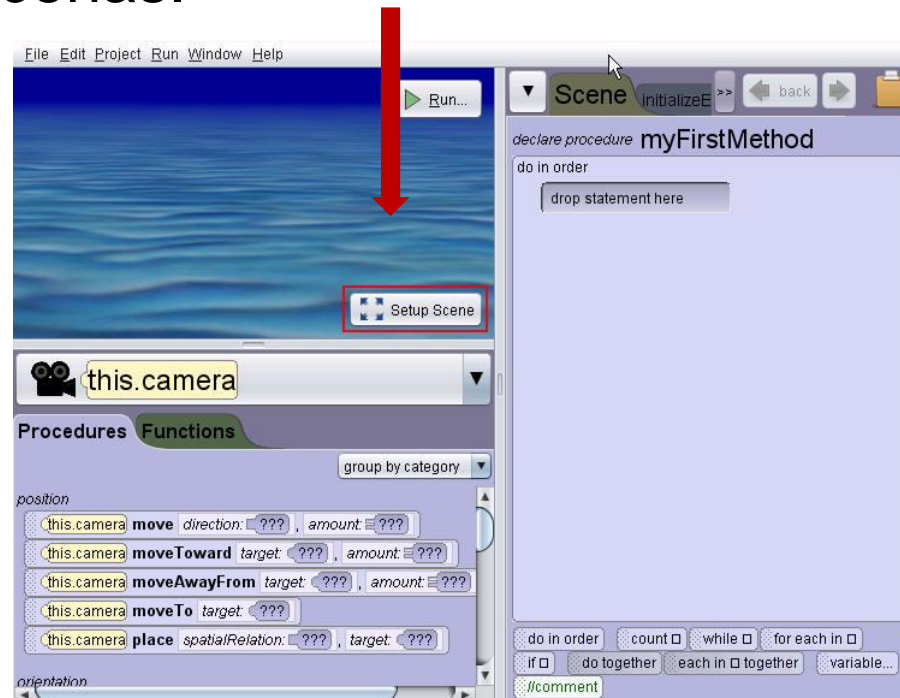 File Edit Project Run Window Help
Run...
Setup Scene
this.camera
Procedures Functions
group by category
position
this.camera move direction: ???, amount: ???
this.camera moveToward target: ???, amount: ???
this.camera moveAwayFrom target: ???, amount: ???
this.camera moveTo target: ???
this.camera place spatialRelation: ???, target: ???
orientation
Scene initializeE >> back
declare procedure myFirstMethod
do in order
drop statement here
do in order count while for each in
if do together each in together variable...
//comment